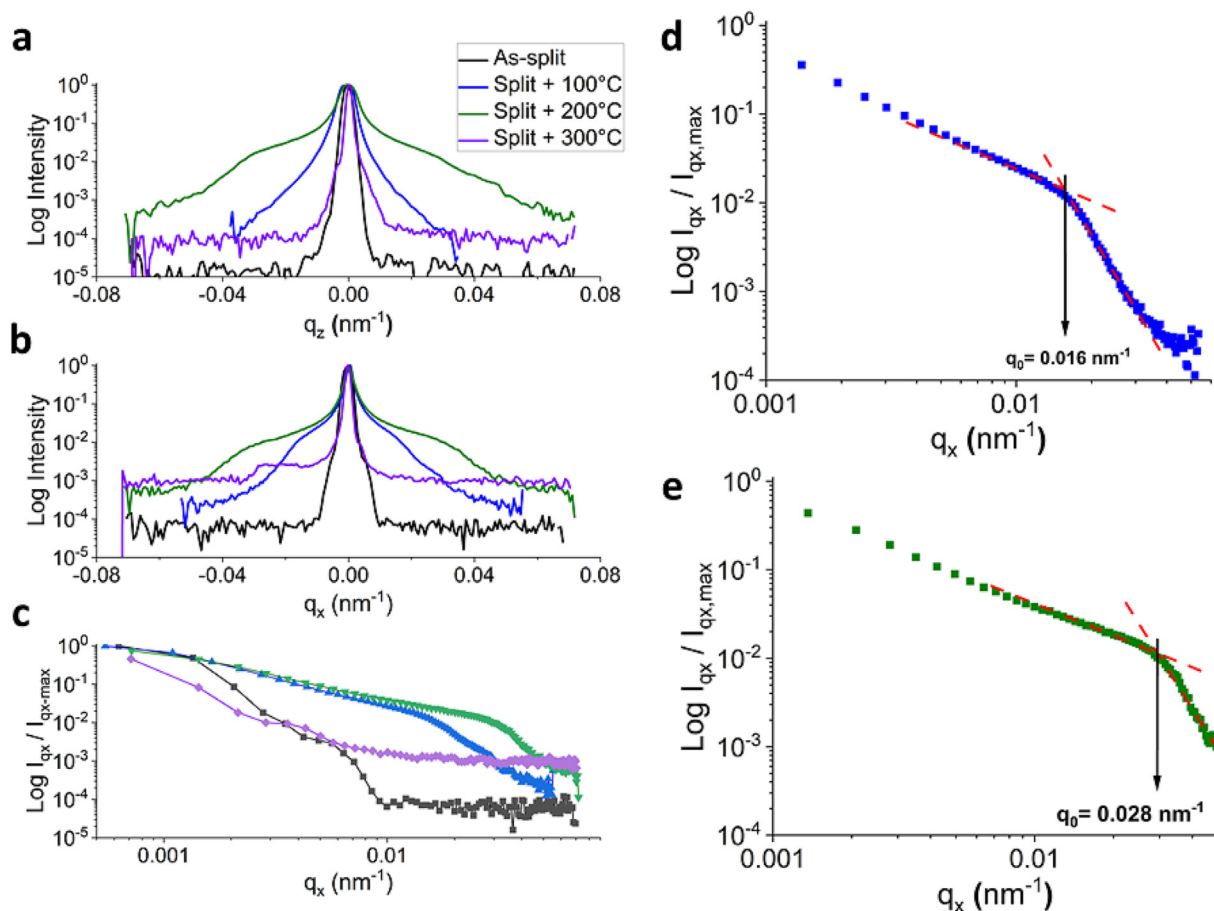 a
As-split
Split + 100°C
Split + 200°C
Split + 300°C
10⁰
10⁻¹
10⁻²
10⁻³
10⁻⁴
10⁻⁵
Log Intensity
-0.08 -0.04 0.00 0.04 0.08
q_z (nm⁻¹)
b
10⁰
10⁻¹
10⁻²
10⁻³
10⁻⁴
10⁻⁵
Log Intensity
-0.08 -0.04 0.00 0.04 0.08
q_x (nm⁻¹)
c
10⁰
10⁻¹
10⁻²
10⁻³
10⁻⁴
10⁻⁵
Log I_qx / I_qx-max
0.001 0.01
q_x (nm⁻¹)
d
10⁰
10⁻¹
10⁻²
10⁻³
10⁻⁴
Log I_qx / I_qx,max
q₀= 0.016 nm⁻¹
0.001 0.01
q_x (nm⁻¹)
e
10⁰
10⁻¹
10⁻²
10⁻³
10⁻⁴
Log I_qx / I_qx,max
q₀= 0.028 nm⁻¹
0.001 0.01
q_x (nm⁻¹)